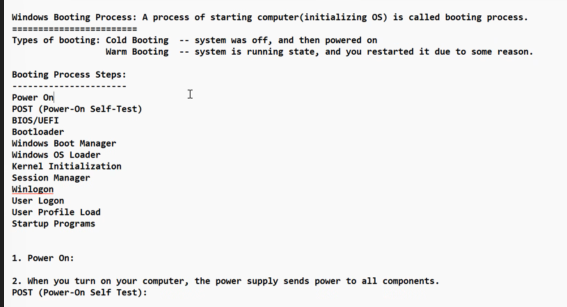 Windows Booting Process: A process of starting computer(initializing OS) is called booting process.
========================
Types of booting: Cold Booting  -- system was off, and then powered on
                  Warm Booting  -- system is running state, and you restarted it due to some reason.

Booting Process Steps:
----------------------
Power On
POST (Power-On Self-Test)
BIOS/UEFI
Bootloader
Windows Boot Manager
Windows OS Loader
Kernel Initialization
Session Manager
Winlogon
User Logon
User Profile Load
Startup Programs

1. Power On:

2. When you turn on your computer, the power supply sends power to all components.
POST (Power-On Self Test):